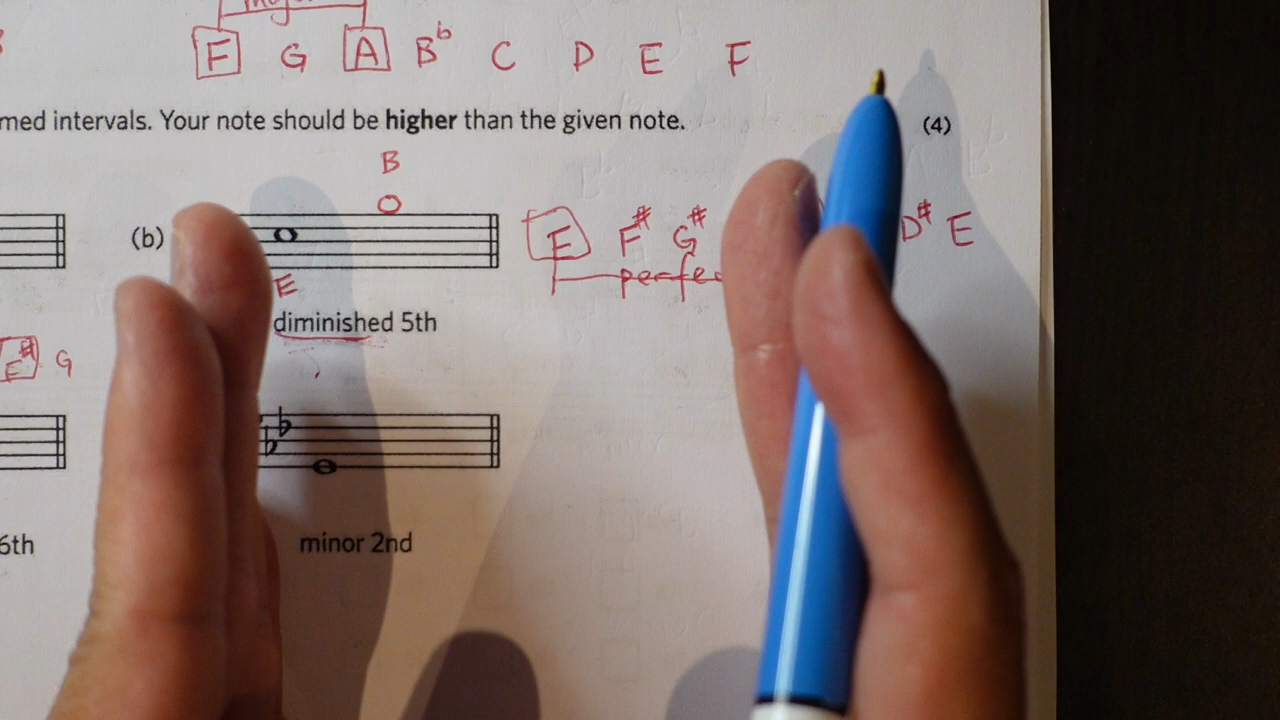 F G A B♭ C D E F
med intervals. Your note should be higher than the given note. (4)
B
(b)
E F# G# D# E
E
diminished 5th
E# G
6th
minor 2nd